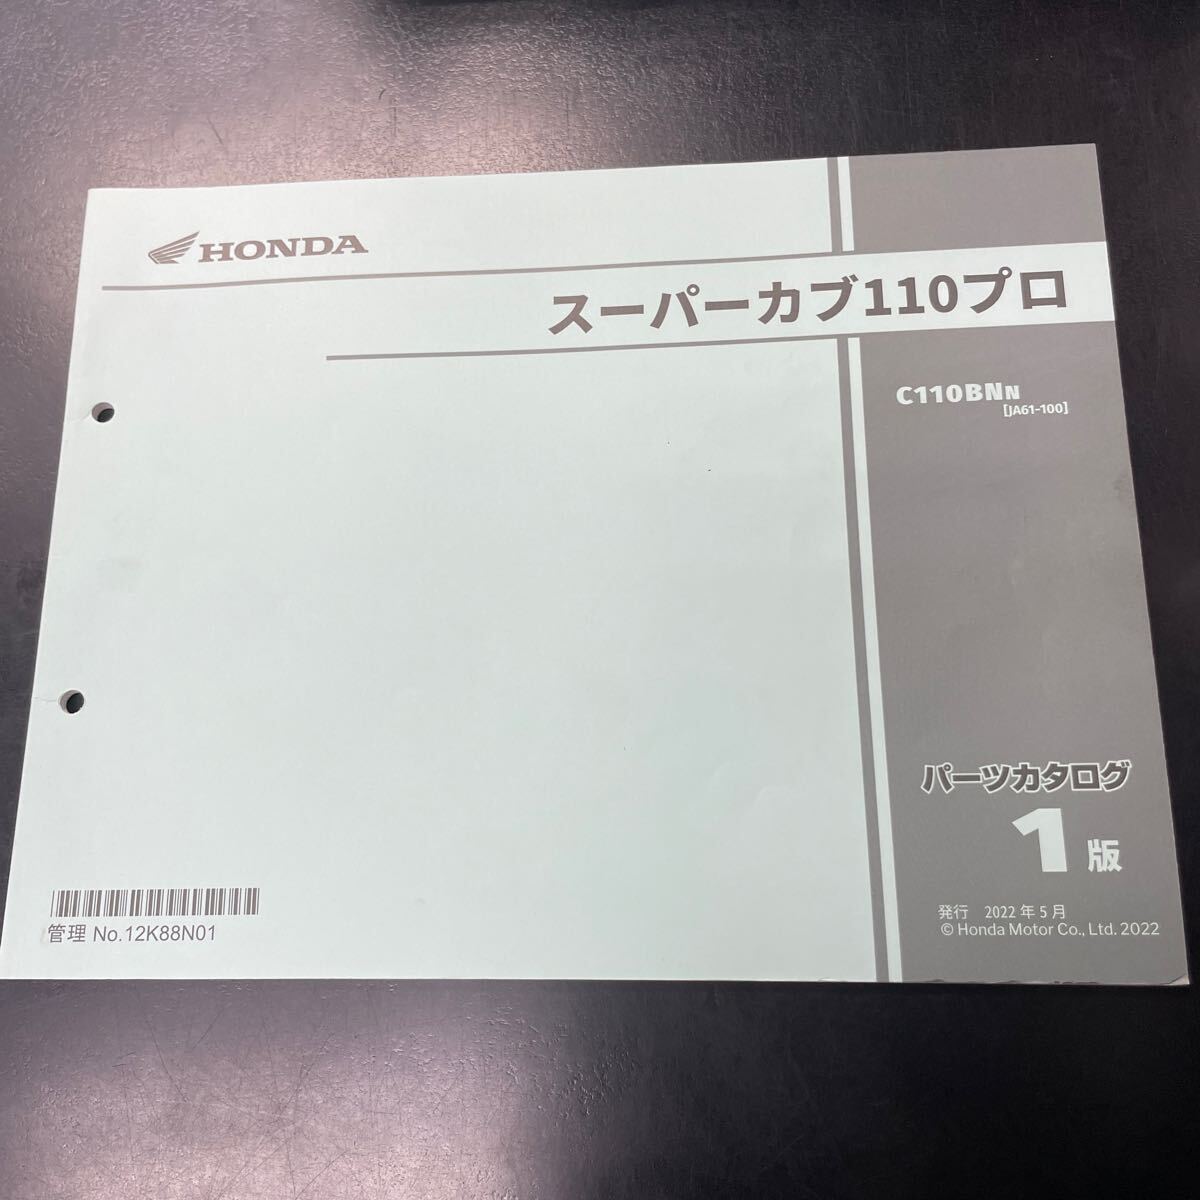 HONDA
スーパーカブ110プロ
C110BNN
[JA61-100]
パーツカタログ
1版
発行 2022年5月
© Honda Motor Co., Ltd. 2022
管理 No.12K88N01